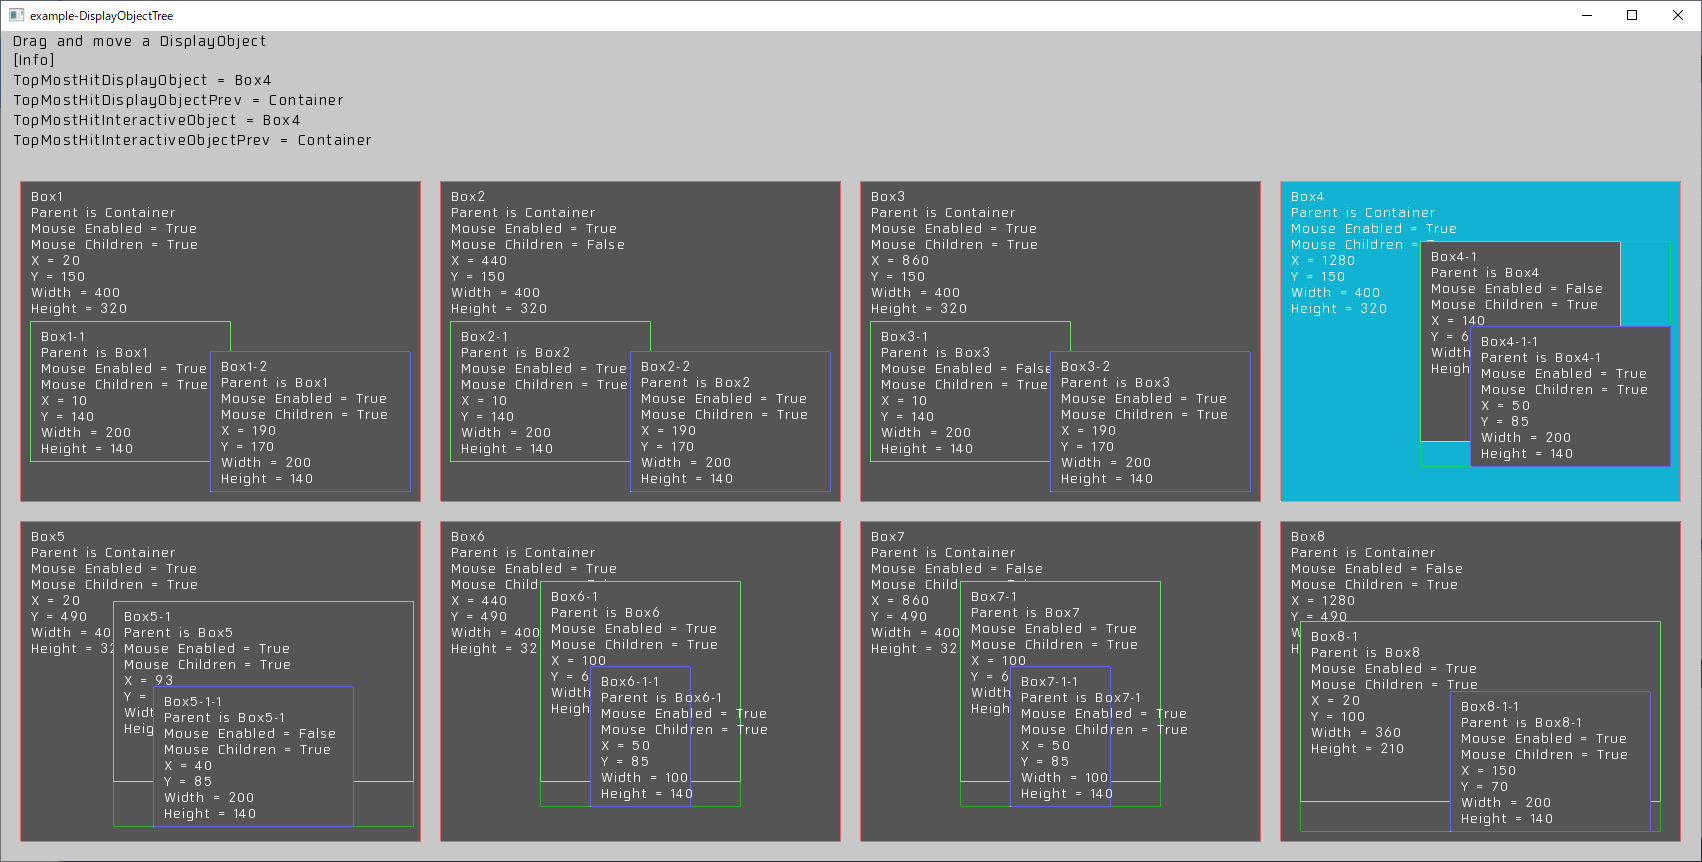 example-DisplayObjectTree
Drag and move a DisplayObject
[Info]
TopMostHitDisplayObject = Box4
TopMostHitDisplayObjectPrev = Container
TopMostHitInteractiveObject = Box4
TopMostHitInteractiveObjectPrev = Container
Box1
Parent is Container
Mouse Enabled = True
Mouse Children = True
X = 20
Y = 150
Width = 400
Height = 320
Box1-1
Parent is Box1
Mouse Enabled = True
Mouse Children = True
X = 10
Y = 140
Width = 200
Height = 140
Box1-2
Parent is Box1
Mouse Enabled = True
Mouse Children = True
X = 190
Y = 170
Width = 200
Height = 140
Box2
Parent is Container
Mouse Enabled = True
Mouse Children = False
X = 440
Y = 150
Width = 400
Height = 320
Box2-1
Parent is Box2
Mouse Enabled = True
Mouse Children = True
X = 10
Y = 140
Width = 200
Height = 140
Box2-2
Parent is Box2
Mouse Enabled = True
Mouse Children = True
X = 190
Y = 170
Width = 200
Height = 140
Box3
Parent is Container
Mouse Enabled = True
Mouse Children = True
X = 860
Y = 150
Width = 400
Height = 320
Box3-1
Parent is Box3
Mouse Enabled = False
Mouse Children = True
X = 10
Y = 140
Width = 200
Height = 140
Box3-2
Parent is Box3
Mouse Enabled = True
Mouse Children = True
X = 190
Y = 170
Width = 200
Height = 140
Box4
Parent is Container
Mouse Enabled = True
Mouse Children =
X = 1280
Y = 150
Width = 400
Height = 320
Box4-1
Parent is Box4
Mouse Enabled = False
Mouse Children = True
X = 140
Y = 6
Width
Heigh
Box4-1-1
Parent is Box4-1
Mouse Enabled = True
Mouse Children = True
X = 50
Y = 85
Width = 200
Height = 140
Box5
Parent is Container
Mouse Enabled = True
Mouse Children = True
X = 20
Y = 490
Width = 40
Height = 32
Box5-1
Parent is Box5
Mouse Enabled = True
Mouse Children = True
X = 93
Y =
Widt
Heig
Box5-1-1
Parent is Box5-1
Mouse Enabled = False
Mouse Children = True
X = 40
Y = 85
Width = 200
Height = 140
Box6
Parent is Container
Mouse Enabled = True
Mouse Child
X = 440
Y = 490
Width = 400
Height = 32
Box6-1
Parent is Box6
Mouse Enabled = True
Mouse Children = True
X = 100
Y = 6
Width
Heigh
Box6-1-1
Parent is Box6-1
Mouse Enabled = True
Mouse Children = True
X = 50
Y = 85
Width = 100
Height = 140
Box7
Parent is Container
Mouse Enabled = False
Mouse Child
X = 860
Y = 490
Width = 400
Height = 32
Box7-1
Parent is Box7
Mouse Enabled = True
Mouse Children = True
X = 100
Y = 6
Width
Heigh
Box7-1-1
Parent is Box7-1
Mouse Enabled = True
Mouse Children = True
X = 50
Y = 85
Width = 100
Height = 140
Box8
Parent is Container
Mouse Enabled = False
Mouse Children = True
X = 1280
Y = 490
W
H
Box8-1
Parent is Box8
Mouse Enabled = True
Mouse Children = True
X = 20
Y = 100
Width = 360
Height = 210
Box8-1-1
Parent is Box8-1
Mouse Enabled = True
Mouse Children = True
X = 150
Y = 70
Width = 200
Height = 140